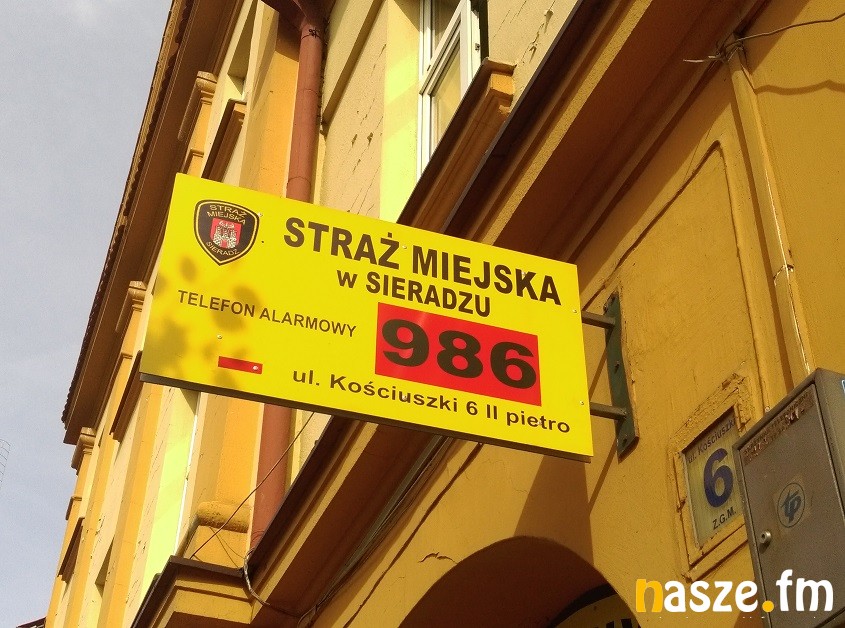 STRAŻ
MIEJSKA
SIERADZ
STRAŻ MIEJSKA
w SIERADZU
TELEFON ALARMOWY
986
ul. Kościuszki 6 II pietro
ul. Kościuszki
6
Z.G.M.
tp
nasze.fm